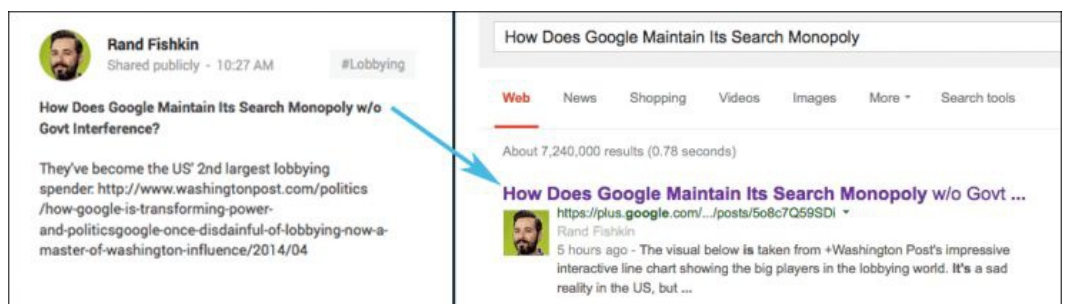 Rand Fishkin
Shared publicly - 10:27 AM
#Lobbying
How Does Google Maintain Its Search Monopoly w/o
Govt Interference?
They've become the US' 2nd largest lobbying
spender: http://www.washingtonpost.com/politics
/how-google-is-transforming-power-
and-politicsgoogle-once-disdainful-of-lobbying-now-a-
master-of-washington-influence/2014/04
How Does Google Maintain Its Search Monopoly
Web News Shopping Videos Images More Search tools
About 7,240,000 results (0.78 seconds)
How Does Google Maintain Its Search Monopoly w/o Govt ...
https://plus.google.com/.../posts/5o8c7Q59SDi
Rand Fishkin
5 hours ago - The visual below is taken from +Washington Post's impressive
interactive line chart showing the big players in the lobbying world. It's a sad
reality in the US, but ...